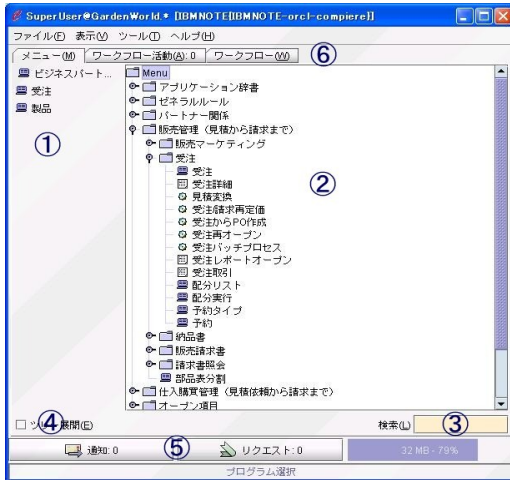 SuperUser@GardenWorld.* [IBMNOTE{IBMNOTE-orcl-compiere}]
ファイル(F) 表示(V) ツール(T) ヘルプ(H)
メニュー(M) ワークフロー活動(A): 0 ワークフロー(W) ⑥
ビジネスパート...
受注
製品
①
Menu
アプリケーション辞書
ゼネラルルール
パートナー関係
販売管理（見積から請求まで）
販売マーケティング
受注
受注
受注詳細
見積変換
受注/請求再定価
受注からPO作成
受注再オープン
受注バッチプロセス
受注レポートオープン
受注取引
配分リスト
配分実行
予約タイプ
予約
納品書
販売請求書
請求書照会
部品表分割
仕入購買管理（見積依頼から請求まで）
オープン項目
②
④展開(E)
検索(L) ③
通知: 0 ⑤ リクエスト: 0 32 MB - 79%
プログラム選択